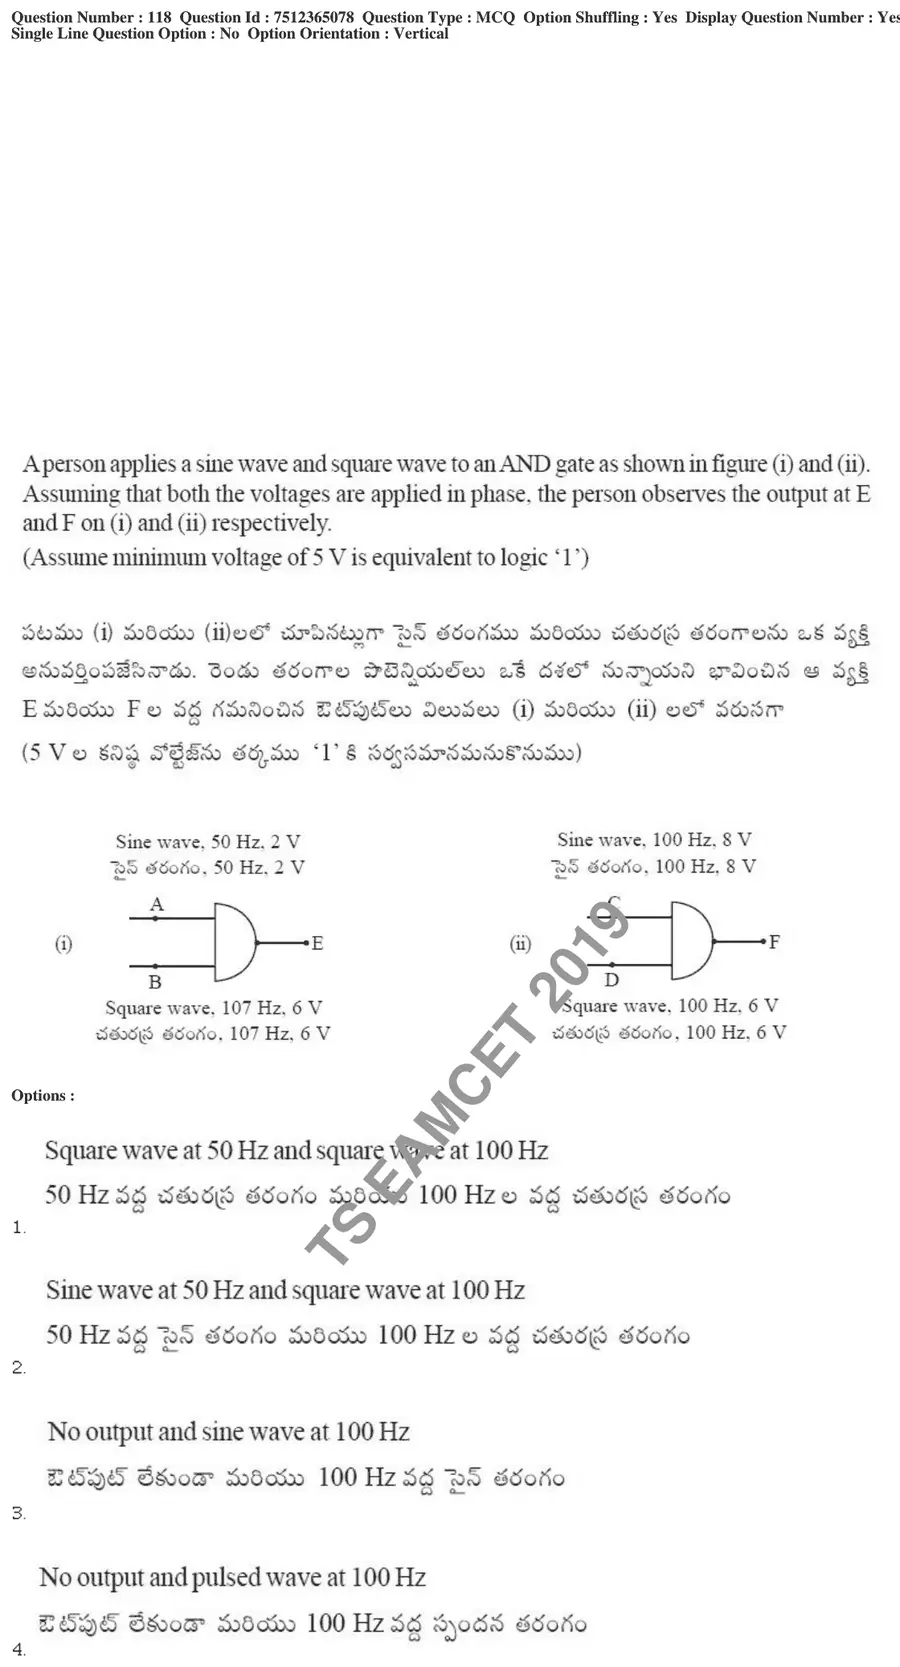 Question Number : 118 Question Id : 7512365078 Question Type : MCQ Option Shuffling : Yes Display Question Number : Yes
Single Line Question Option : No Option Orientation : Vertical
A person applies a sine wave and square wave to an AND gate as shown in figure (i) and (ii).
Assuming that both the voltages are applied in phase, the person observes the output at E
and F on (i) and (ii) respectively.
(Assume minimum voltage of 5 V is equivalent to logic ‘1’)
పటము (i) మరియు (ii)లలో చూపినట్లుగా సైన్ తరంగము మరియు చతురస్ర తరంగాలను ఒక వ్యక్తి
అనువర్తింపజేసినాడు. రెండు తరంగాల పొటెన్షియల్‌లు ఒకే దశలో నున్నాయని భావించిన ఆ వ్యక్తి
E మరియు F ల వద్ద గమనించిన ఔట్‌పుట్‌లు విలువలు (i) మరియు (ii) లలో వరుసగా
(5 V ల కనిష్ఠ వోల్టేజ్‌ను తర్కము ‘1’ కి సర్వసమానమనుకొనుము)
Sine wave, 50 Hz, 2 V
సైన్ తరంగం, 50 Hz, 2 V
A
(i)
E
B
Square wave, 107 Hz, 6 V
చతురస్ర తరంగం, 107 Hz, 6 V
Sine wave, 100 Hz, 8 V
సైన్ తరంగం, 100 Hz, 8 V
C
(ii)
F
D
Square wave, 100 Hz, 6 V
చతురస్ర తరంగం, 100 Hz, 6 V
TS EAMCET 2019
Options :
Square wave at 50 Hz and square wave at 100 Hz
50 Hz వద్ద చతురస్ర తరంగం మరియు 100 Hz ల వద్ద చతురస్ర తరంగం
1.
Sine wave at 50 Hz and square wave at 100 Hz
50 Hz వద్ద సైన్ తరంగం మరియు 100 Hz ల వద్ద చతురస్ర తరంగం
2.
No output and sine wave at 100 Hz
ఔట్‌పుట్ లేకుండా మరియు 100 Hz వద్ద సైన్ తరంగం
3.
No output and pulsed wave at 100 Hz
ఔట్‌పుట్ లేకుండా మరియు 100 Hz వద్ద స్పందన తరంగం
4.